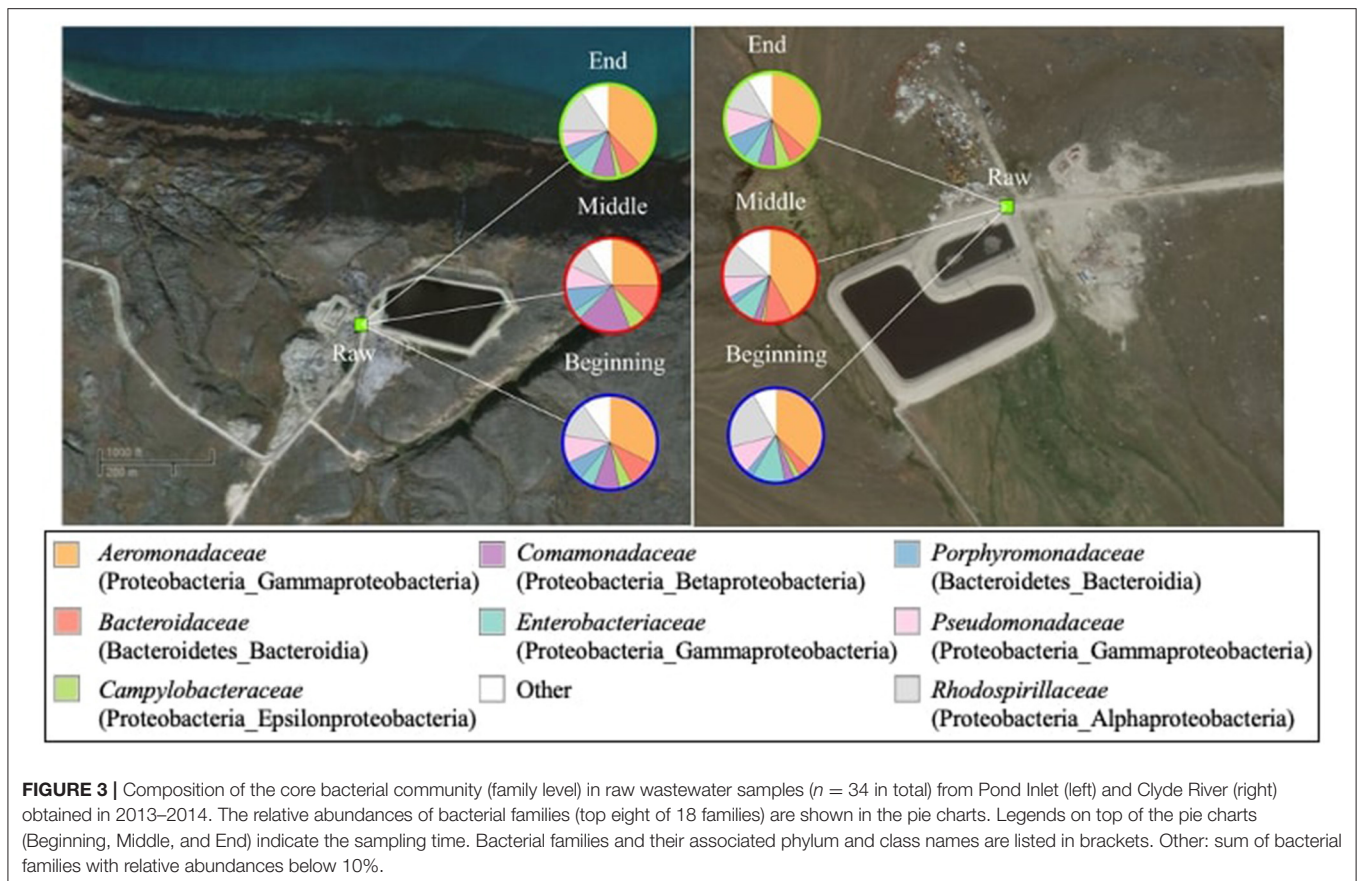 End
Middle
Beginning
Raw
1000 ft
200 m
End
Middle
Beginning
Raw
Aeromonadaceae
(Proteobacteria_Gammaproteobacteria)
Bacteroidaceae
(Bacteroidetes_Bacteroidia)
Campylobacteraceae
(Proteobacteria_Epsilonproteobacteria)
Comamonadaceae
(Proteobacteria_Betaproteobacteria)
Enterobacteriaceae
(Proteobacteria_Gammaproteobacteria)
Other
Porphyromonadaceae
(Bacteroidetes_Bacteroidia)
Pseudomonadaceae
(Proteobacteria_Gammaproteobacteria)
Rhodospirillaceae
(Proteobacteria_Alphaproteobacteria)
FIGURE 3 | Composition of the core bacterial community (family level) in raw wastewater samples (n = 34 in total) from Pond Inlet (left) and Clyde River (right)
obtained in 2013–2014. The relative abundances of bacterial families (top eight of 18 families) are shown in the pie charts. Legends on top of the pie charts
(Beginning, Middle, and End) indicate the sampling time. Bacterial families and their associated phylum and class names are listed in brackets. Other: sum of bacterial
families with relative abundances below 10%.